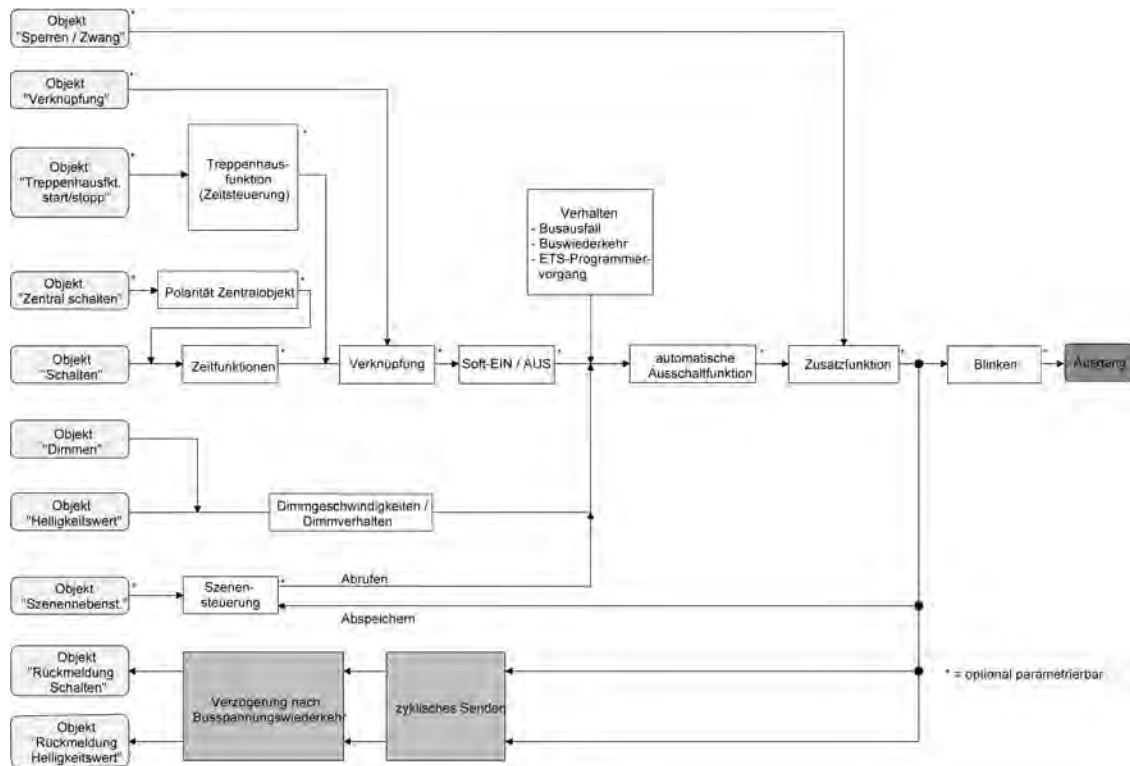 Objekt
"Sperren / Zwang"
*
Objekt
"Verknüpfung"
*
Objekt
"Treppenhausfkt.
start/stopp"
*
Treppenhaus-
funktion
(Zeitsteuerung)
*
Verhalten
- Busausfall
- Buswiederkehr
- ETS-Programmier-
vorgang
Objekt
"Zentral schalten"
*
Polarität Zentralobjekt
*
Objekt
"Schalten"
Zeitfunktionen
*
Verknüpfung
*
Soft-EIN / AUS
*
automatische
Ausschaltfunktion
*
Zusatzfunktion
*
Blinken
*
Ausgang
Objekt
"Dimmen"
Objekt
"Helligkeitswert"
Dimmgeschwindigkeiten /
Dimmverhalten
Objekt
"Szenennebenst."
*
Szenen-
steuerung
*
Abrufen
Abspeichern
Objekt
"Rückmeldung
Schalten"
Verzögerung nach
Busspannungswiederkehr
zyklisches Senden
* = optional parametrierbar
Objekt
"Rückmeldung
Helligkeitswert"